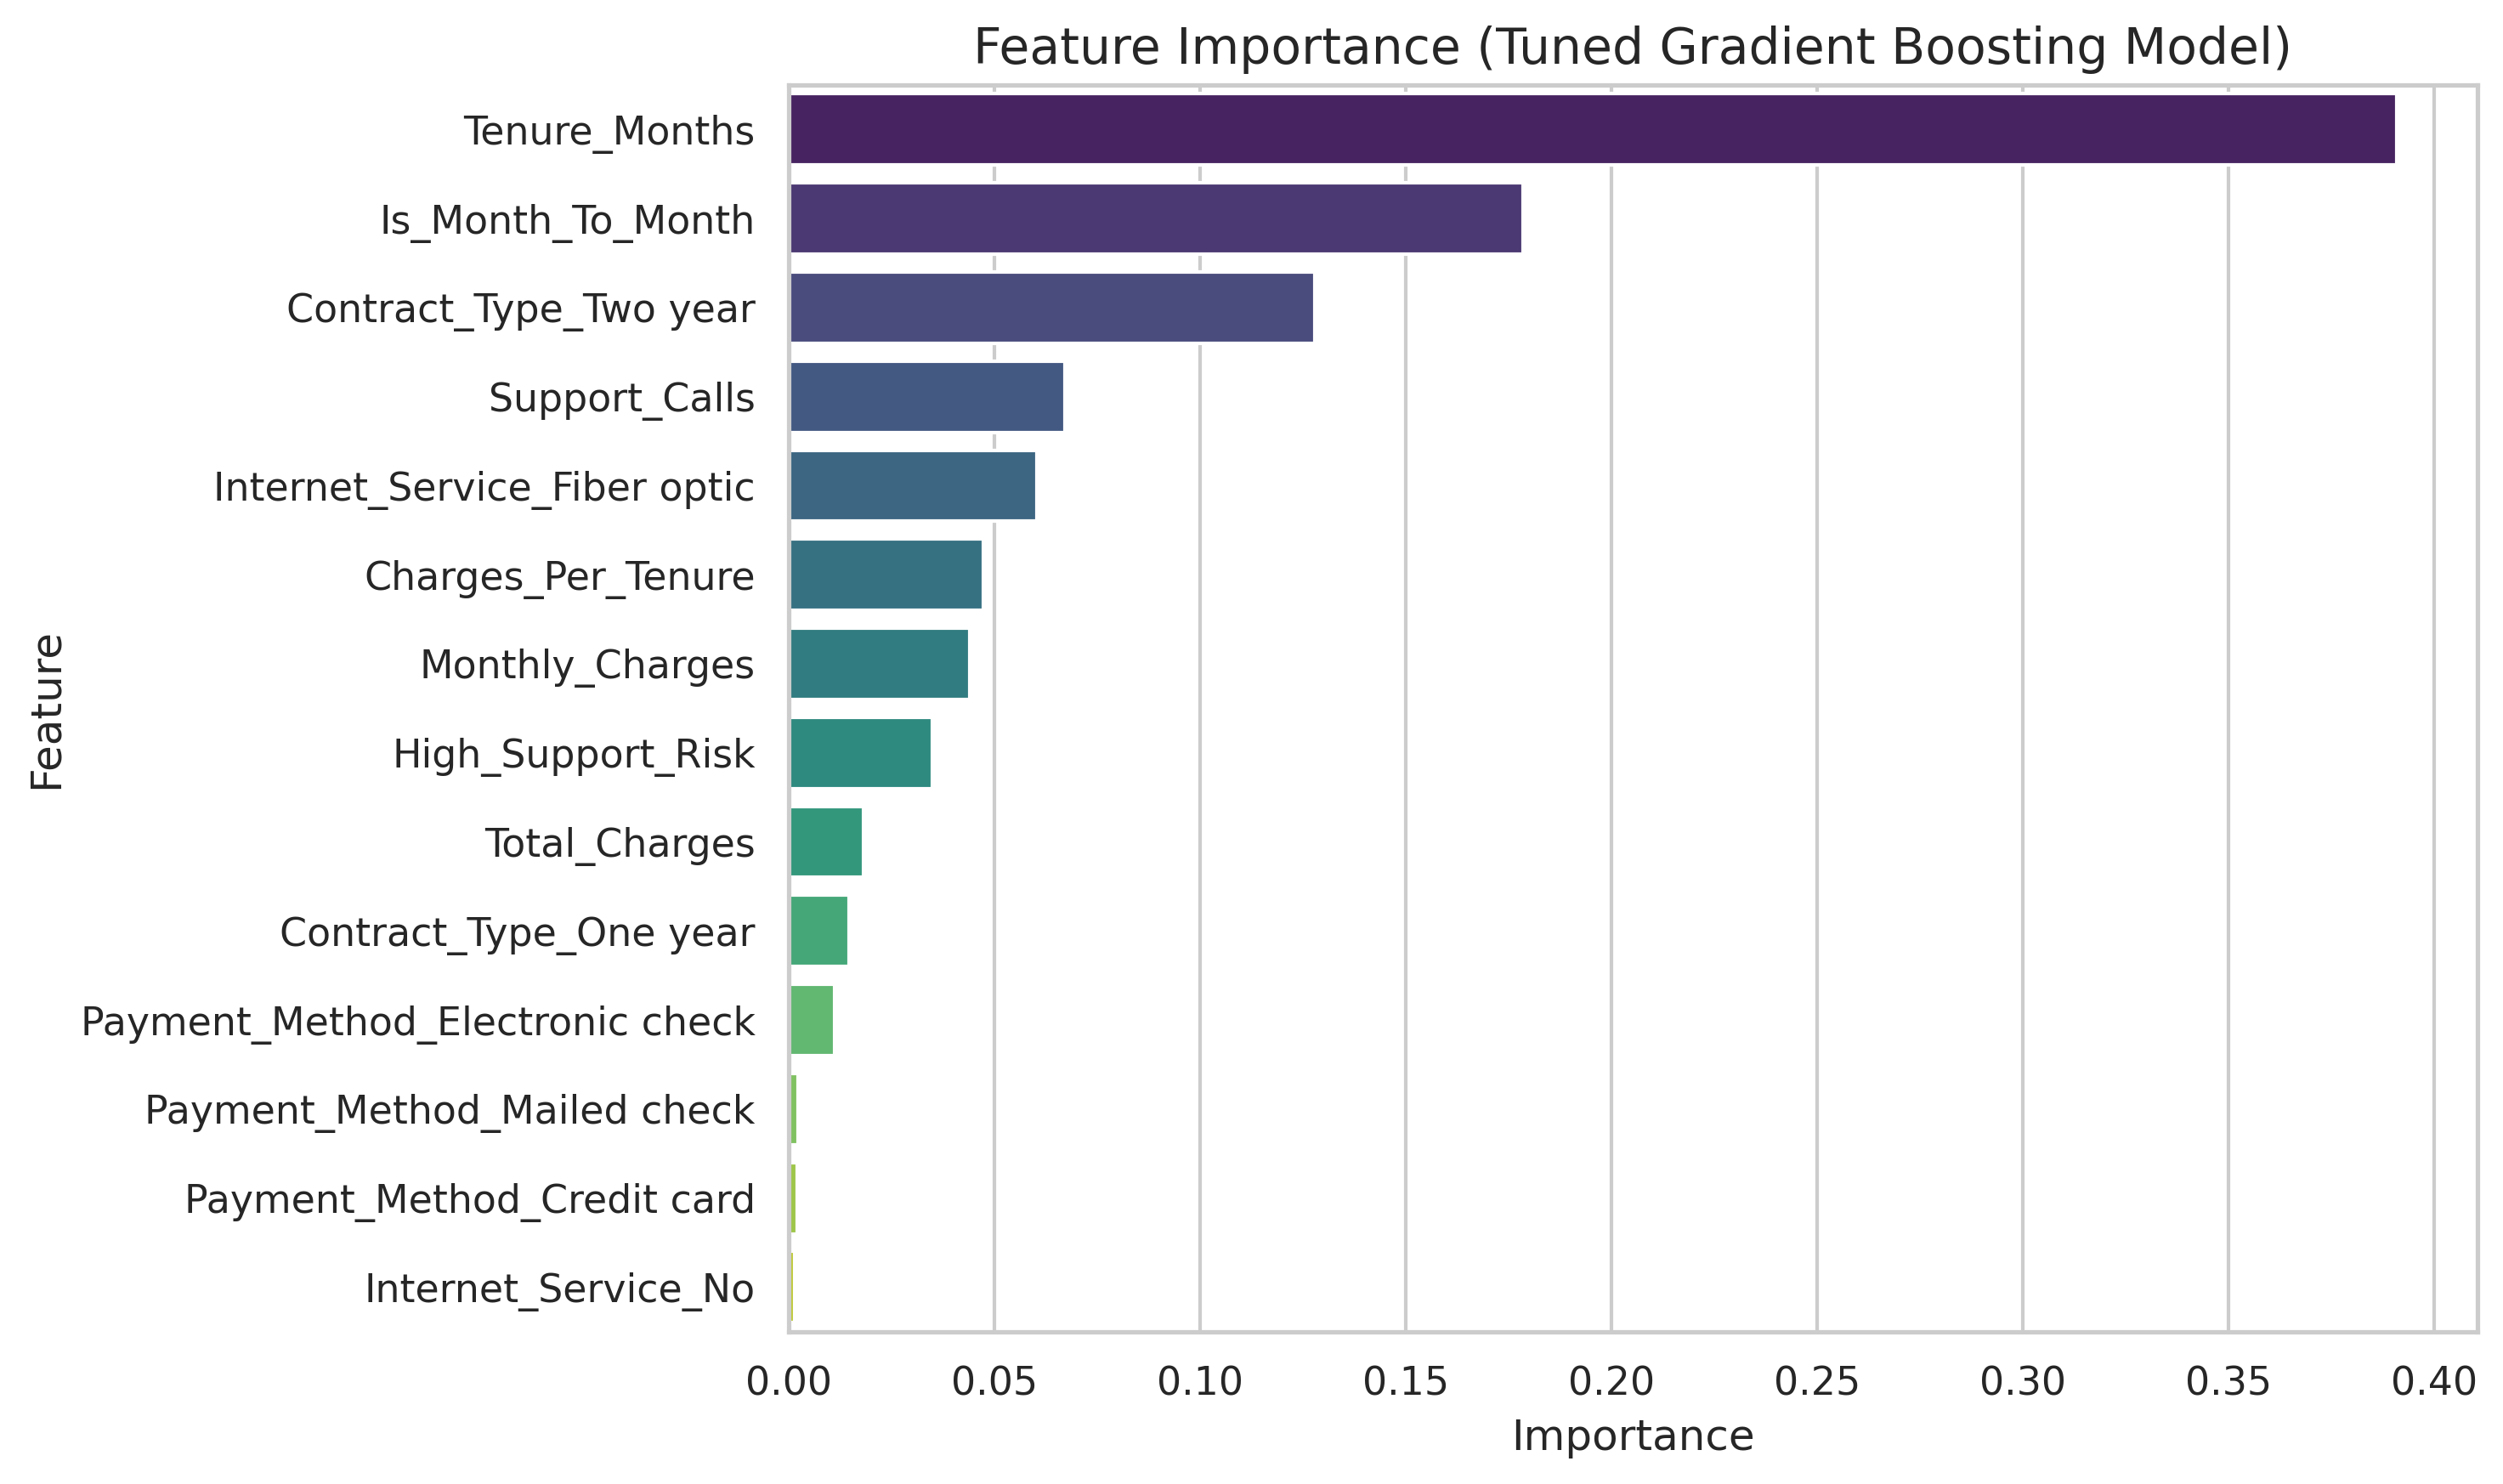 Feature Importance (Tuned Gradient Boosting Model)
Feature
Tenure_Months
Is_Month_To_Month
Contract_Type_Two year
Support_Calls
Internet_Service_Fiber optic
Charges_Per_Tenure
Monthly_Charges
High_Support_Risk
Total_Charges
Contract_Type_One year
Payment_Method_Electronic check
Payment_Method_Mailed check
Payment_Method_Credit card
Internet_Service_No
0.00 0.05 0.10 0.15 0.20 0.25 0.30 0.35 0.40
Importance